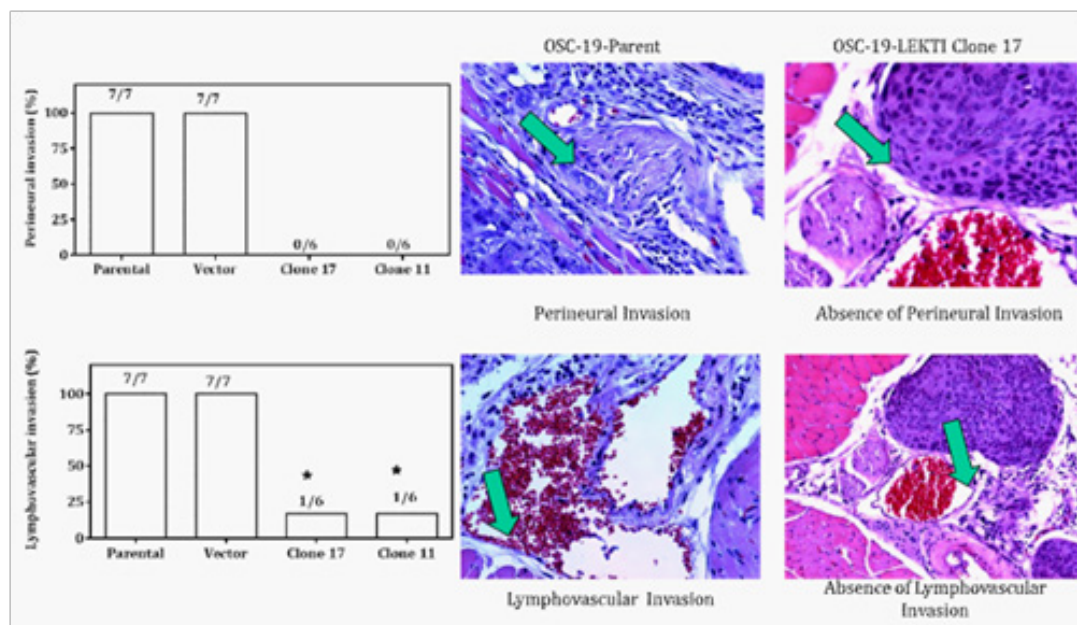 OSC-19-Parent
OSC-19-LEKTI Clone 17
Perineural invasion (%)
7/7
7/7
100
75
50
25
0
0/6
0/6
Parental
Vector
Clone 17
Clone 11
Perineural Invasion
Absence of Perineural Invasion
Lymphovascular invasion (%)
7/7
7/7
100
75
50
*
*
25
1/6
1/6
0
Parental
Vector
Clone 17
Clone 11
Lymphovascular Invasion
Absence of Lymphovascular
Invasion